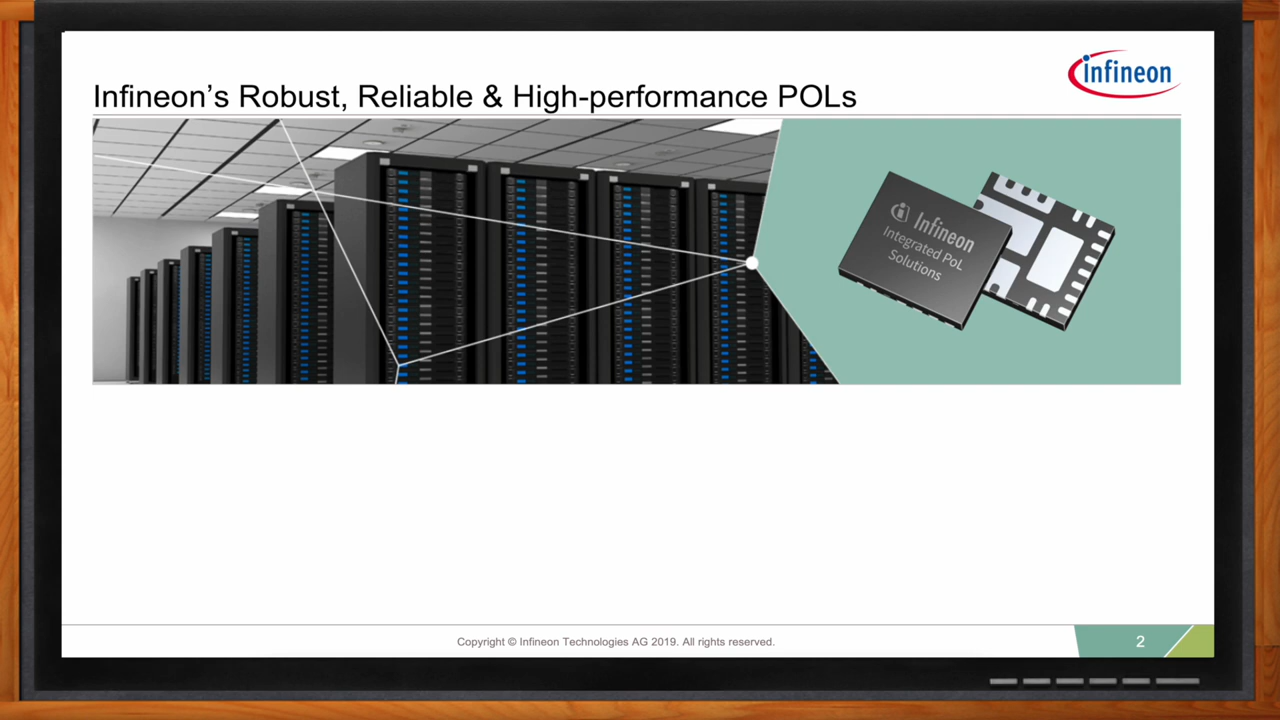 infineon
Infineon’s Robust, Reliable & High-performance POLs
Infineon
Integrated PoL
Solutions
Copyright © Infineon Technologies AG 2019. All rights reserved.
2